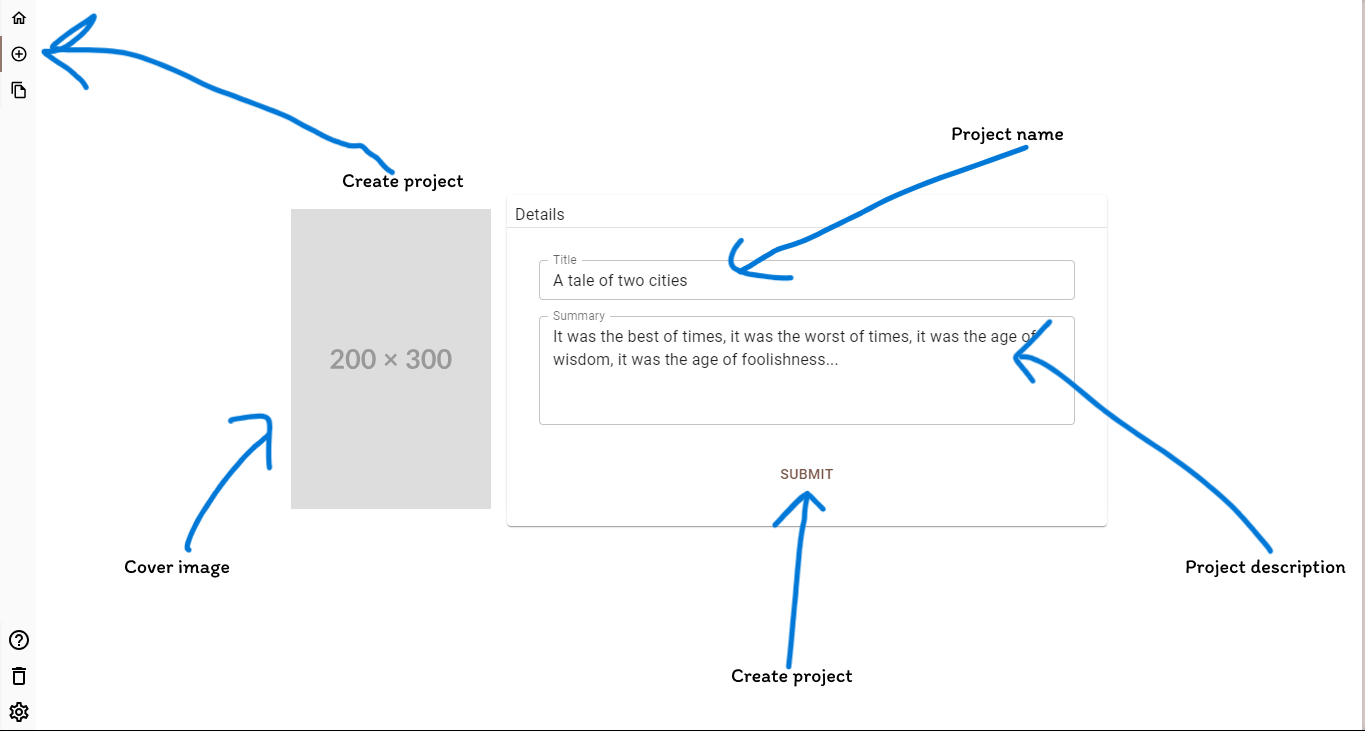 Project name
Create project
Details
Title
A tale of two cities
Summary
It was the best of times, it was the worst of times, it was the age of
wisdom, it was the age of foolishness...
200 × 300
SUBMIT
Cover image
Project description
Create project